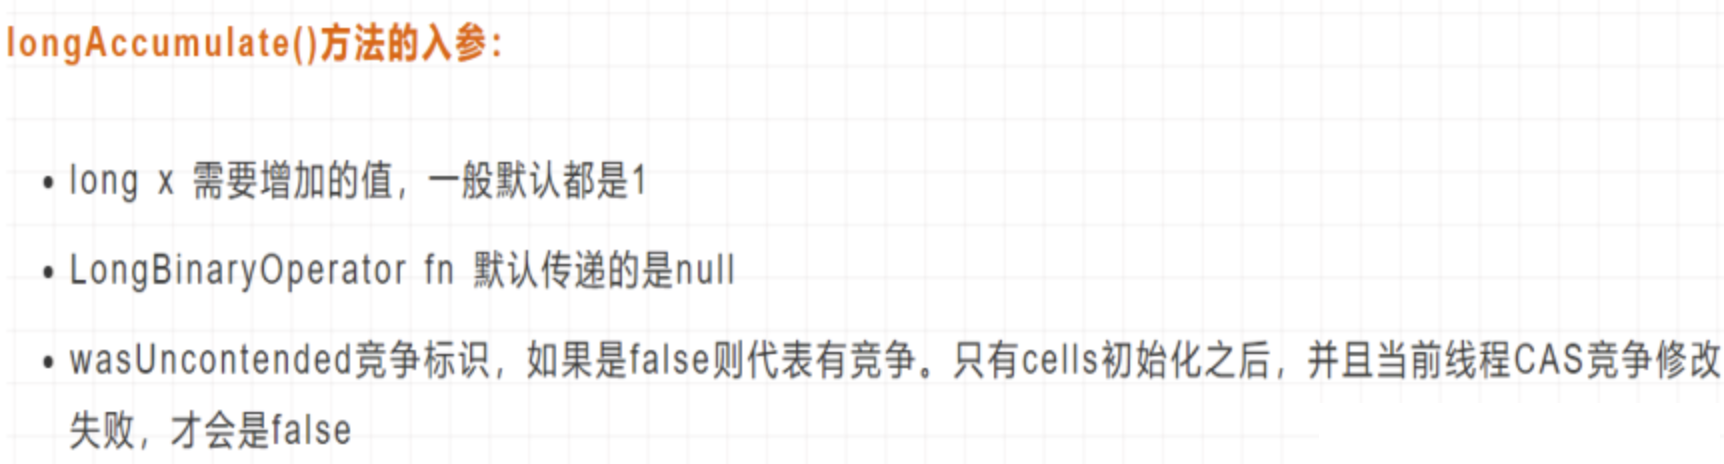 longAccumulate()方法的入参：
• long x 需要增加的值，一般默认都是1
• LongBinaryOperator fn 默认传递的是null
• wasUncontended竞争标识，如果是false则代表有竞争。只有cells初始化之后，并且当前线程CAS竞争修改
失败，才会是false